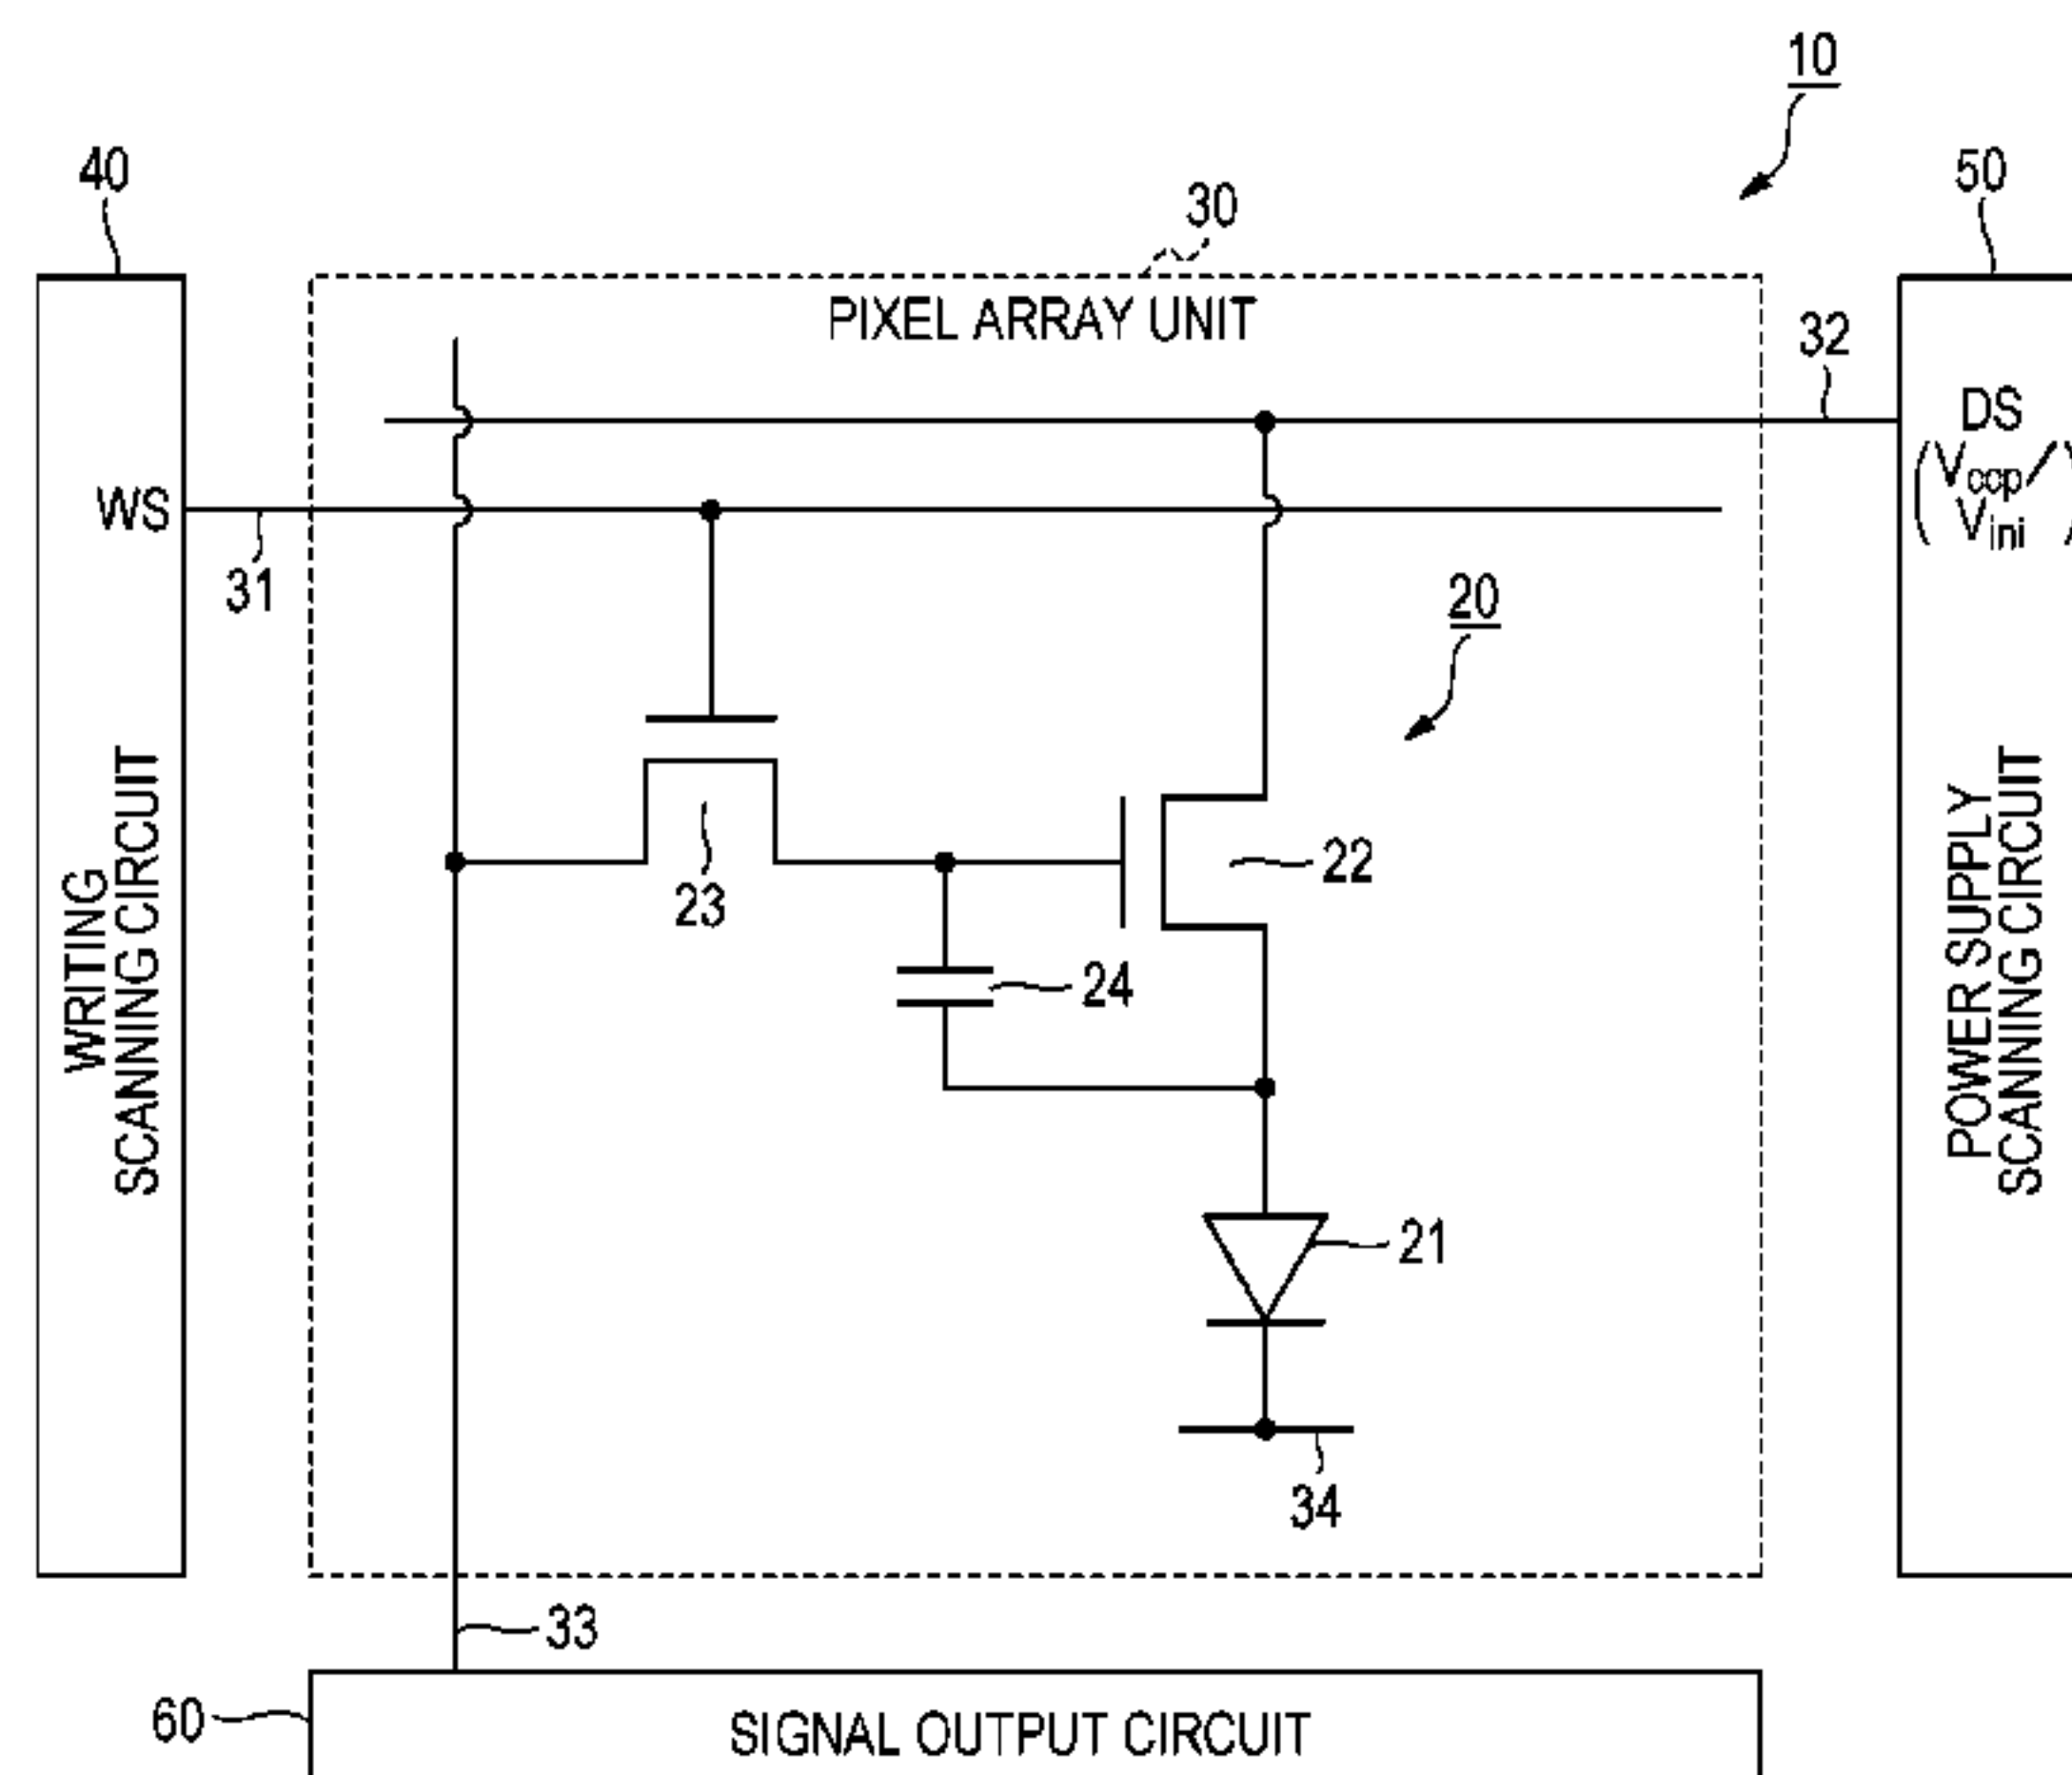 10
40
50
30
PIXEL ARRAY UNIT
32
DS
(Vccp/
Vini)
WS
31
20
23
22
24
WRITING
SCANNING CIRCUIT
POWER SUPPLY
SCANNING CIRCUIT
21
34
33
60
SIGNAL OUTPUT CIRCUIT